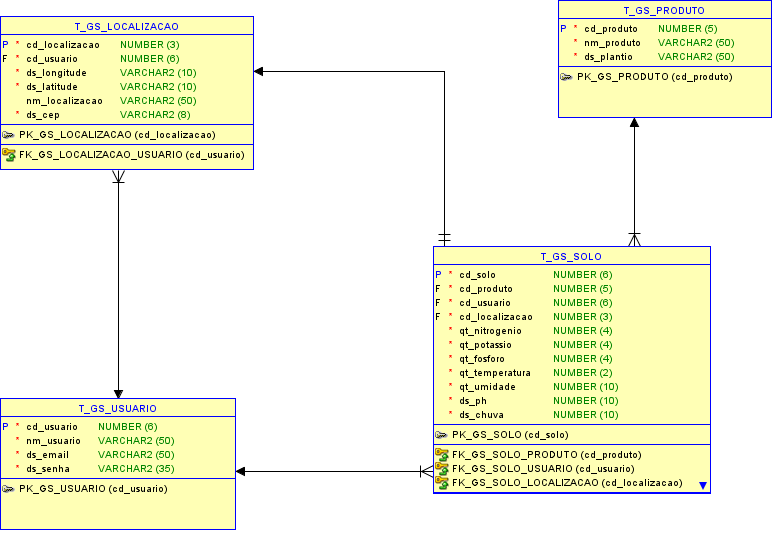 T_GS_LOCALIZACAO
P * cd_localizacao NUMBER (3)
F * cd_usuario NUMBER (6)
* ds_longitude VARCHAR2 (10)
* ds_latitude VARCHAR2 (10)
nm_localizacao VARCHAR2 (50)
* ds_cep VARCHAR2 (8)
PK_GS_LOCALIZACAO (cd_localizacao)
FK_GS_LOCALIZACAO_USUARIO (cd_usuario)
T_GS_PRODUTO
P * cd_produto NUMBER (5)
* nm_produto VARCHAR2 (50)
* ds_plantio VARCHAR2 (50)
PK_GS_PRODUTO (cd_produto)
T_GS_SOLO
P * cd_solo NUMBER (6)
F * cd_produto NUMBER (5)
F * cd_usuario NUMBER (6)
F * cd_localizacao NUMBER (3)
* qt_nitrogenio NUMBER (4)
* qt_potassio NUMBER (4)
* qt_fosforo NUMBER (4)
* qt_temperatura NUMBER (2)
* qt_umidade NUMBER (10)
* ds_ph NUMBER (10)
* ds_chuva NUMBER (10)
PK_GS_SOLO (cd_solo)
FK_GS_SOLO_PRODUTO (cd_produto)
FK_GS_SOLO_USUARIO (cd_usuario)
FK_GS_SOLO_LOCALIZACAO (cd_localizacao)
T_GS_USUARIO
P * cd_usuario NUMBER (6)
* nm_usuario VARCHAR2 (50)
* ds_email VARCHAR2 (50)
* ds_senha VARCHAR2 (35)
PK_GS_USUARIO (cd_usuario)